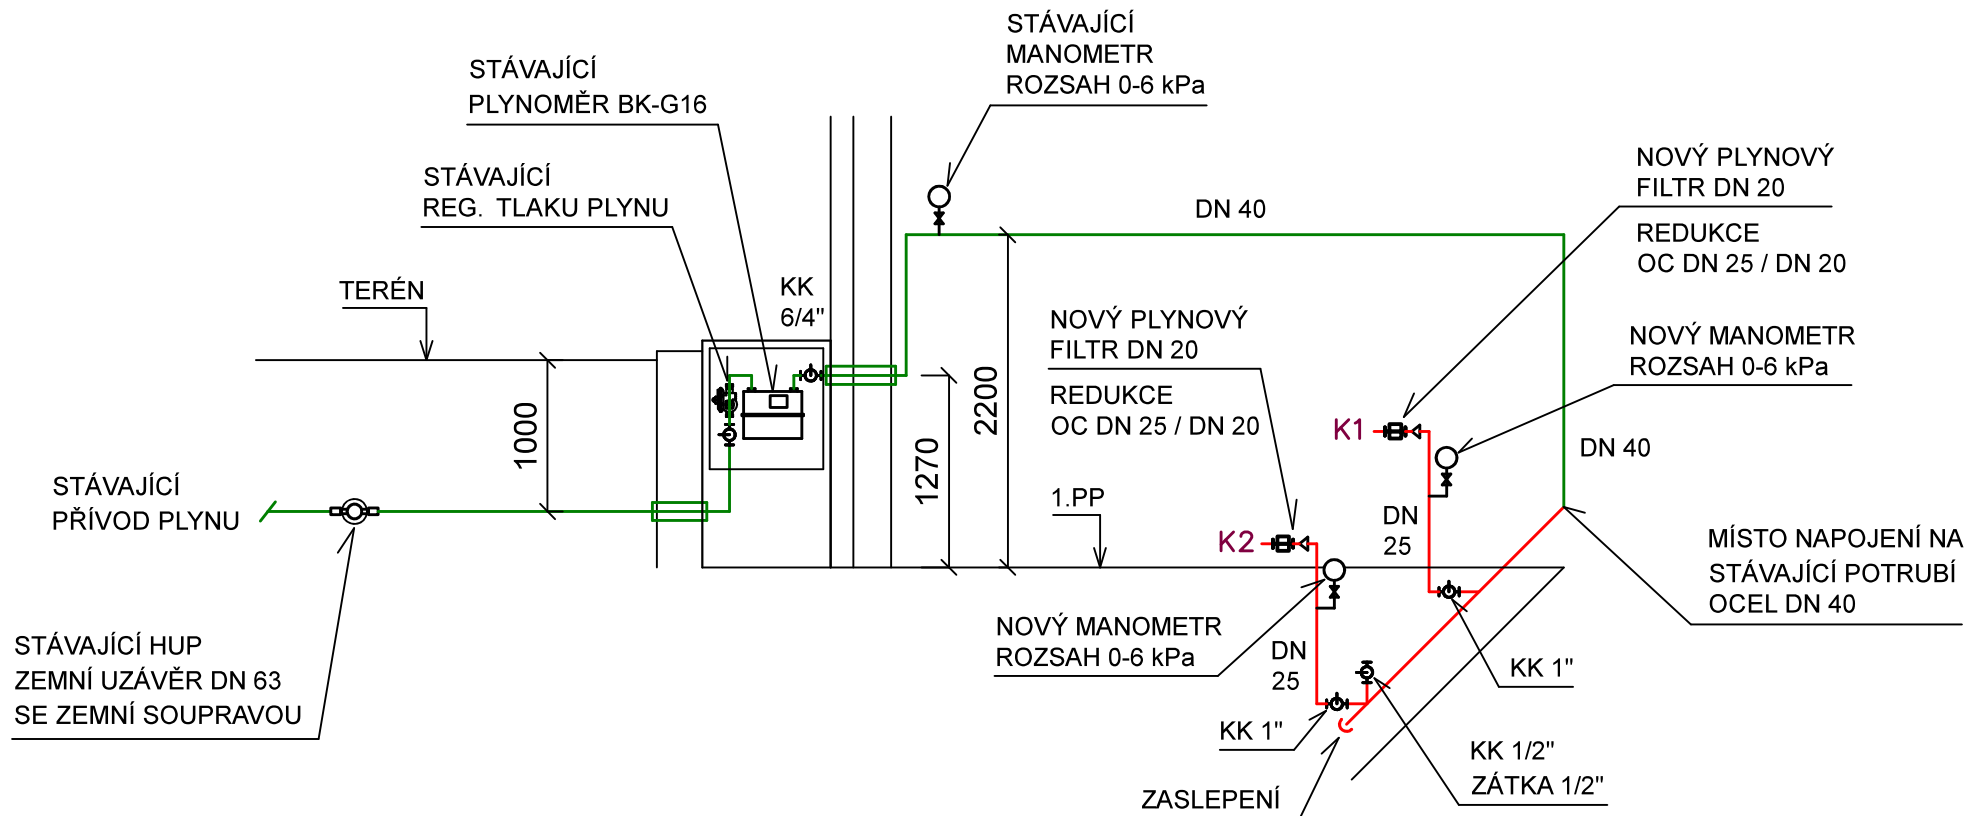 STÁVAJÍCÍ
MANOMETR
ROZSAH 0-6 kPa
STÁVAJÍCÍ
PLYNOMĚR BK-G16
STÁVAJÍCÍ
REG. TLAKU PLYNU
NOVÝ PLYNOVÝ
FILTR DN 20
REDUKCE
OC DN 25 / DN 20
DN 40
TERÉN
KK
6/4"
NOVÝ PLYNOVÝ
FILTR DN 20
REDUKCE
OC DN 25 / DN 20
NOVÝ MANOMETR
ROZSAH 0-6 kPa
1000
2200
1270
K1
DN 40
STÁVAJÍCÍ
PŘÍVOD PLYNU
1.PP
K2
DN
25
MÍSTO NAPOJENÍ NA
STÁVAJÍCÍ POTRUBÍ
OCEL DN 40
STÁVAJÍCÍ HUP
ZEMNÍ UZÁVĚR DN 63
SE ZEMNÍ SOUPRAVOU
NOVÝ MANOMETR
ROZSAH 0-6 kPa
DN
25
KK 1"
KK 1"
KK 1/2"
ZÁTKA 1/2"
ZASLEPENÍ